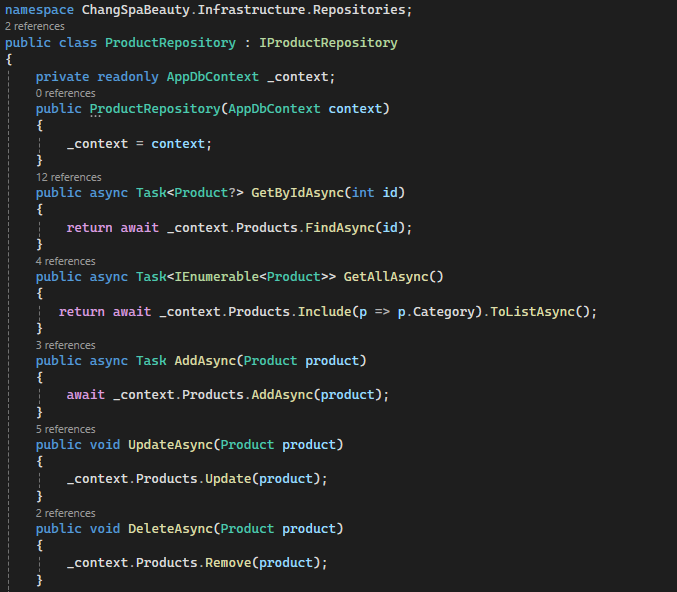 namespace ChangSpaBeauty.Infrastructure.Repositories;
2 references
public class ProductRepository : IProductRepository
{
private readonly AppDbContext _context;
0 references
public ProductRepository(AppDbContext context)
{
_context = context;
}
12 references
public async Task<Product?> GetByIdAsync(int id)
{
return await _context.Products.FindAsync(id);
}
4 references
public async Task<IEnumerable<Product>> GetAllAsync()
{
return await _context.Products.Include(p => p.Category).ToListAsync();
}
3 references
public async Task AddAsync(Product product)
{
await _context.Products.AddAsync(product);
}
5 references
public void UpdateAsync(Product product)
{
_context.Products.Update(product);
}
2 references
public void DeleteAsync(Product product)
{
_context.Products.Remove(product);
}